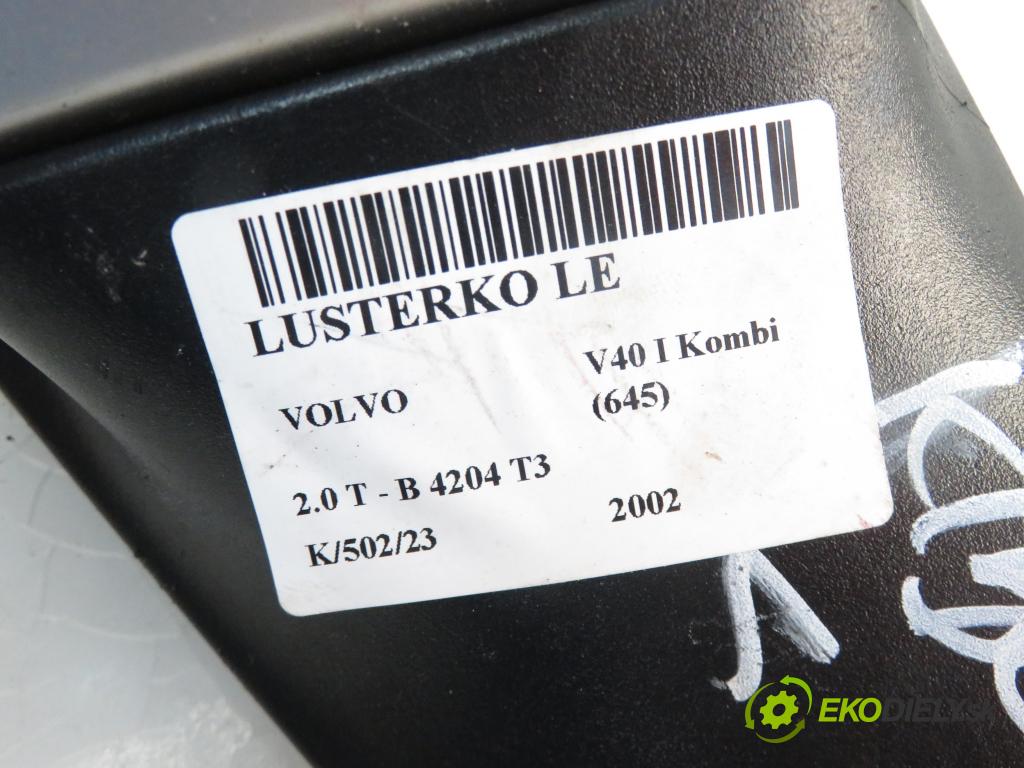 LUSTERKO LE
VOLVO
V40 I Kombi
(645)
2.0 T - B 4204 T3
K/502/23
2002
EKODIELY.SK